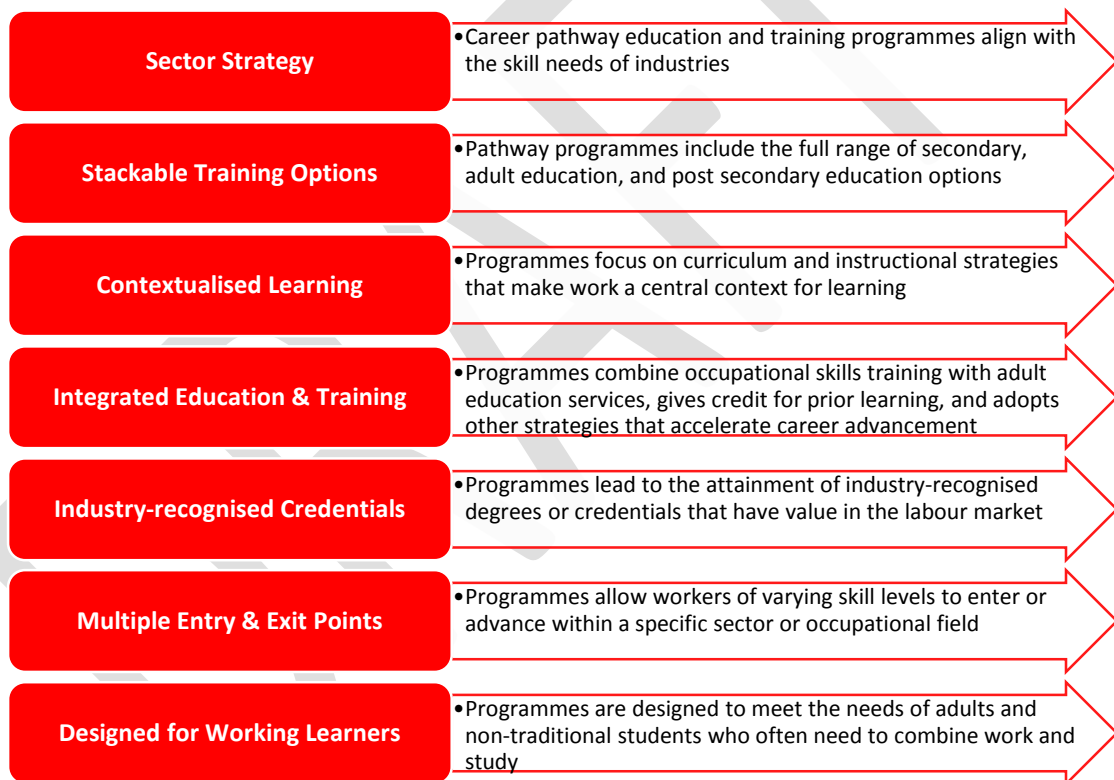 Sector Strategy
•Career pathway education and training programmes align with
the skill needs of industries
Stackable Training Options
•Pathway programmes include the full range of secondary,
adult education, and post secondary education options
Contextualised Learning
•Programmes focus on curriculum and instructional strategies
that make work a central context for learning
Integrated Education & Training
•Programmes combine occupational skills training with adult
education services, gives credit for prior learning, and adopts
other strategies that accelerate career advancement
Industry-recognised Credentials
•Programmes lead to the attainment of industry-recognised
degrees or credentials that have value in the labour market
Multiple Entry & Exit Points
•Programmes allow workers of varying skill levels to enter or
advance within a specific sector or occupational field
Designed for Working Learners
•Programmes are designed to meet the needs of adults and
non-traditional students who often need to combine work and
study